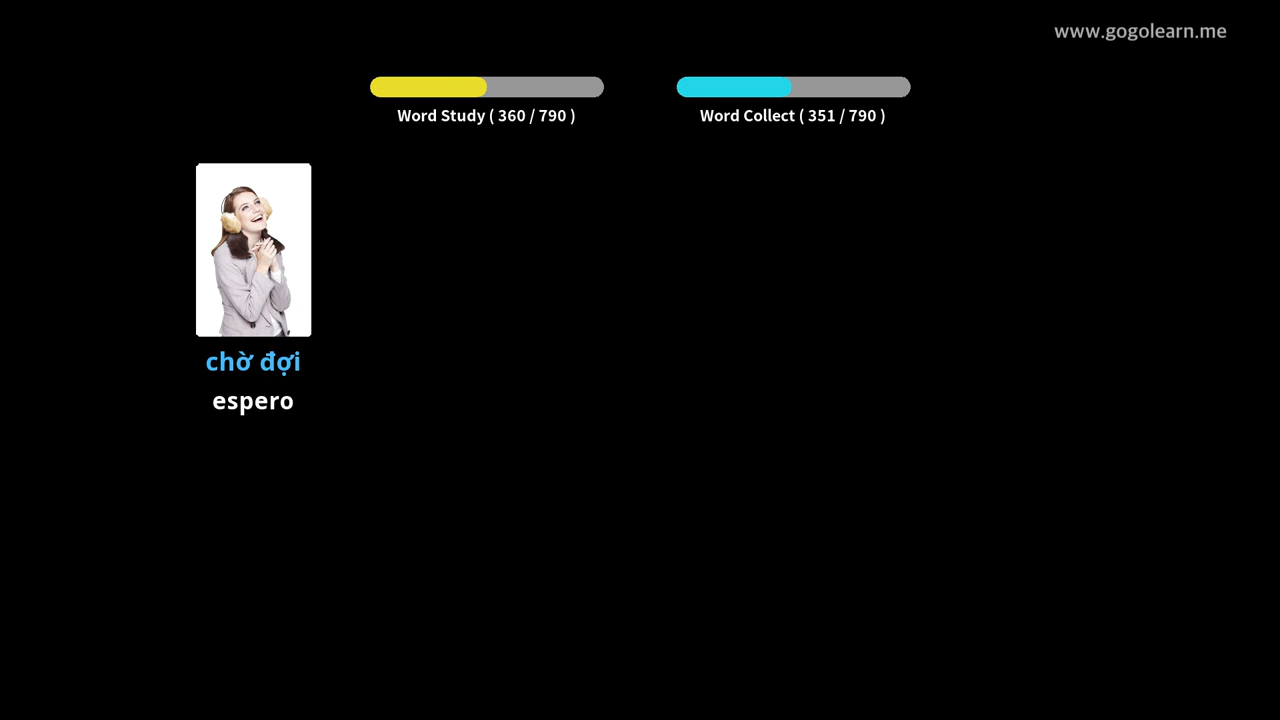 www.gogolearn.me
Word Study ( 360 / 790 )
Word Collect ( 351 / 790 )
chờ đợi
espero